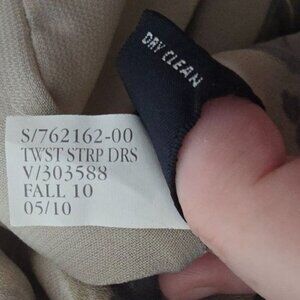 DRY CLEAN
S/762162-00
TWST STRP DRS
V/303588
FALL 10
05/10